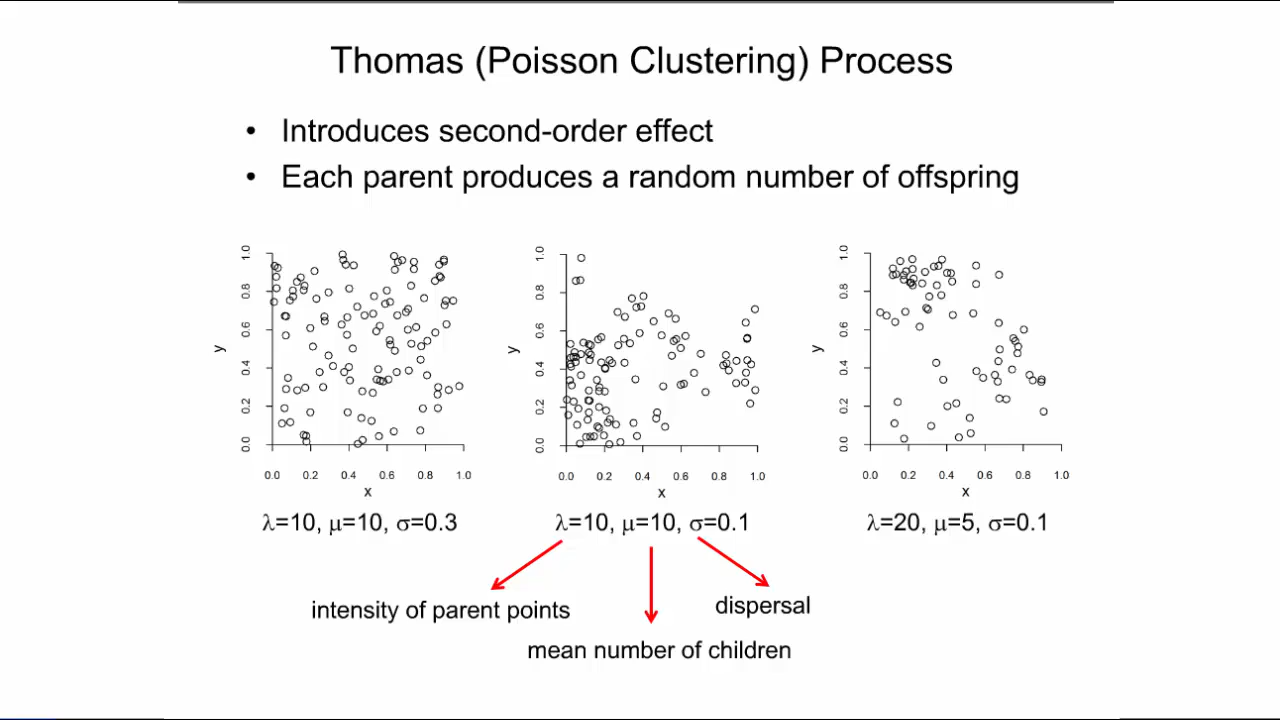 Thomas (Poisson Clustering) Process
• Introduces second-order effect
• Each parent produces a random number of offspring
y
0.0 0.2 0.4 0.6 0.8 1.0
0.0 0.2 0.4 0.6 0.8 1.0
x
λ=10, μ=10, σ=0.3
y
0.0 0.2 0.4 0.6 0.8 1.0
0.0 0.2 0.4 0.6 0.8 1.0
x
λ=10, μ=10, σ=0.1
y
0.0 0.2 0.4 0.6 0.8 1.0
0.0 0.2 0.4 0.6 0.8 1.0
x
λ=20, μ=5, σ=0.1
intensity of parent points
dispersal
mean number of children